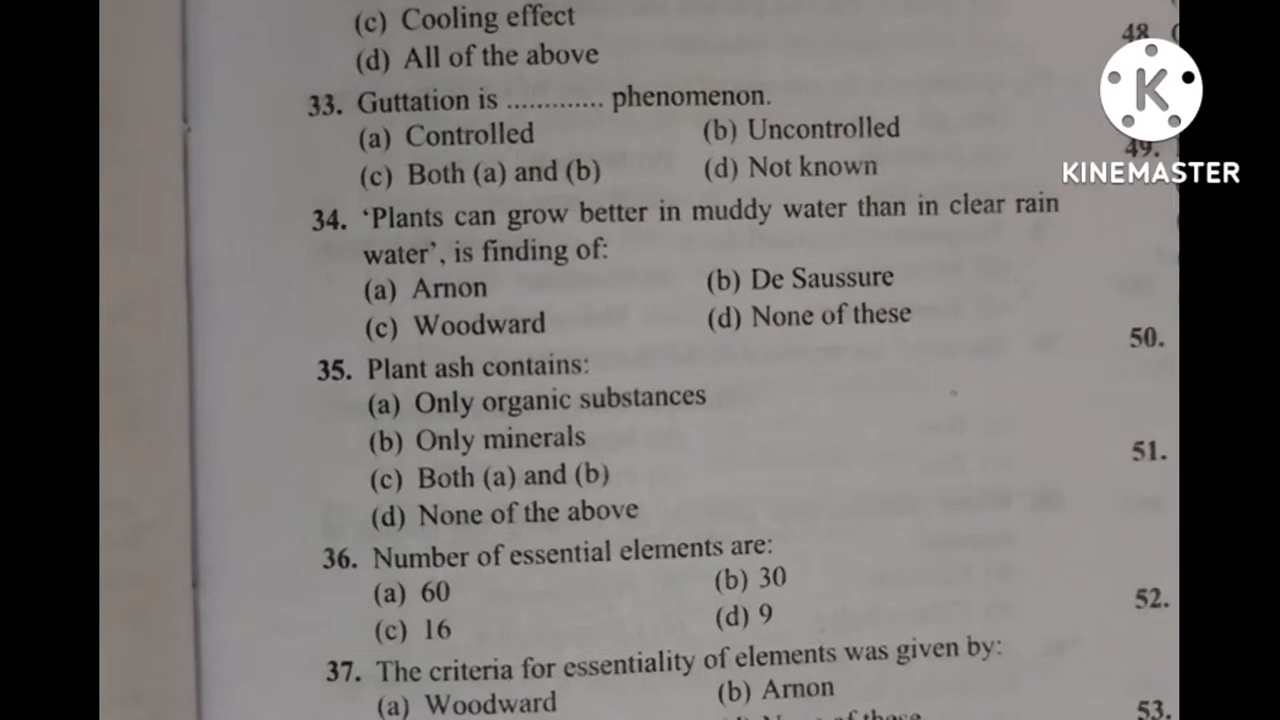 (c) Cooling effect
(d) All of the above
33. Guttation is ............. phenomenon.
(a) Controlled (b) Uncontrolled
(c) Both (a) and (b) (d) Not known
34. ‘Plants can grow better in muddy water than in clear rain
water’, is finding of:
(a) Arnon (b) De Saussure
(c) Woodward (d) None of these
35. Plant ash contains:
(a) Only organic substances
(b) Only minerals
(c) Both (a) and (b)
(d) None of the above
36. Number of essential elements are:
(a) 60 (b) 30
(c) 16 (d) 9
37. The criteria for essentiality of elements was given by:
(a) Woodward (b) Arnon
of these
48.
49.
50.
51.
52.
53.
K
KINEMASTER